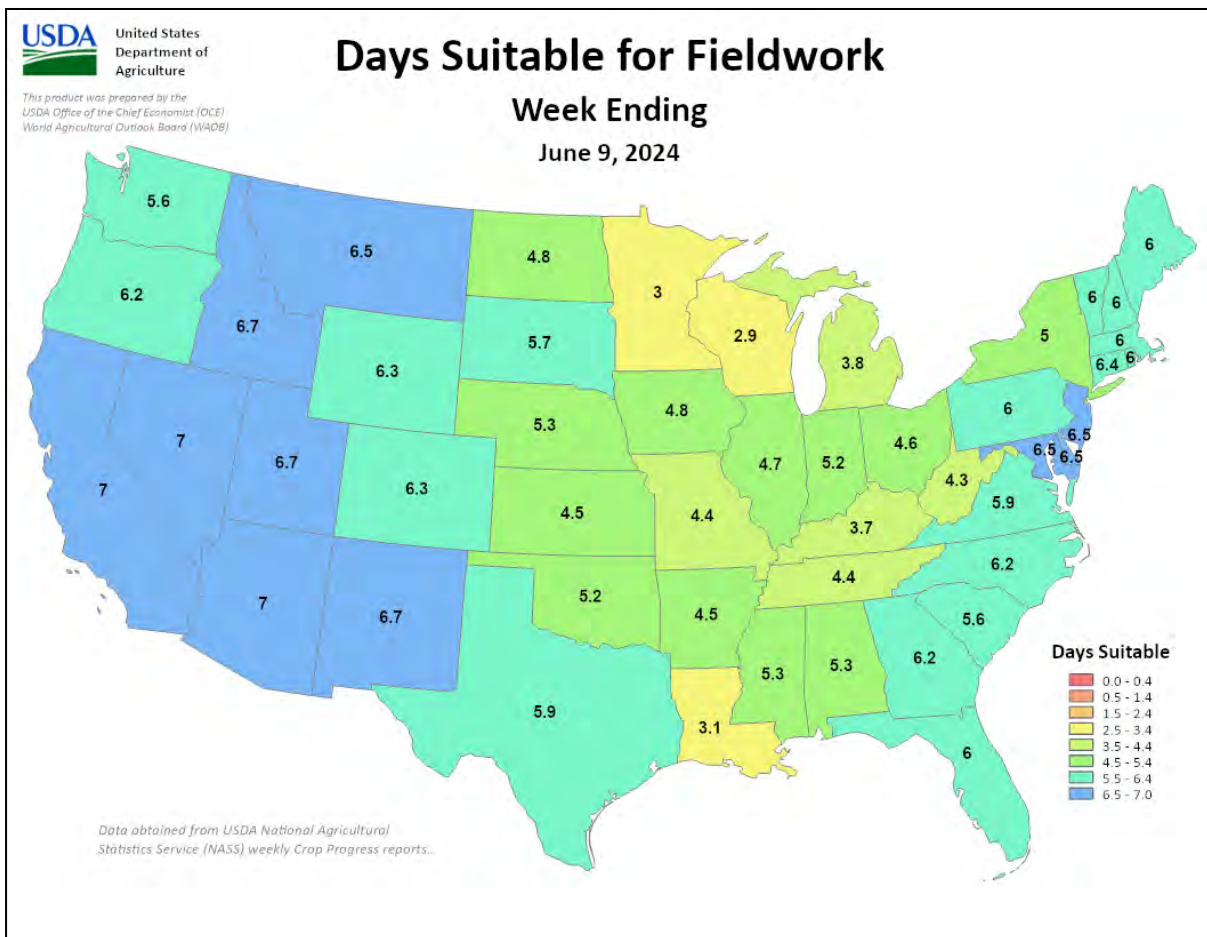 USDA
United States
Department of
Agriculture
This product was prepared by the
USDA Office of the Chief Economist (OCE)
World Agricultural Outlook Board (WAOB)
Days Suitable for Fieldwork
Week Ending
June 9, 2024
5.6
6.5
4.8
3
6
6.2
6.7
5.7
2.9
3.8
5
6
6
6
6.4
6
6.3
5.3
4.8
6
7
7
6.7
6.3
4.5
4.4
4.7
5.2
4.6
4.3
6.5
6.5
6.5
5.9
3.7
6.2
4.4
7
6.7
5.2
4.5
5.3
5.3
6.2
5.6
5.9
3.1
6
Days Suitable
0.0 - 0.4
0.5 - 1.4
1.5 - 2.4
2.5 - 3.4
3.5 - 4.4
4.5 - 5.4
5.5 - 6.4
6.5 - 7.0
Data obtained from USDA National Agricultural
Statistics Service (NASS) weekly Crop Progress reports..